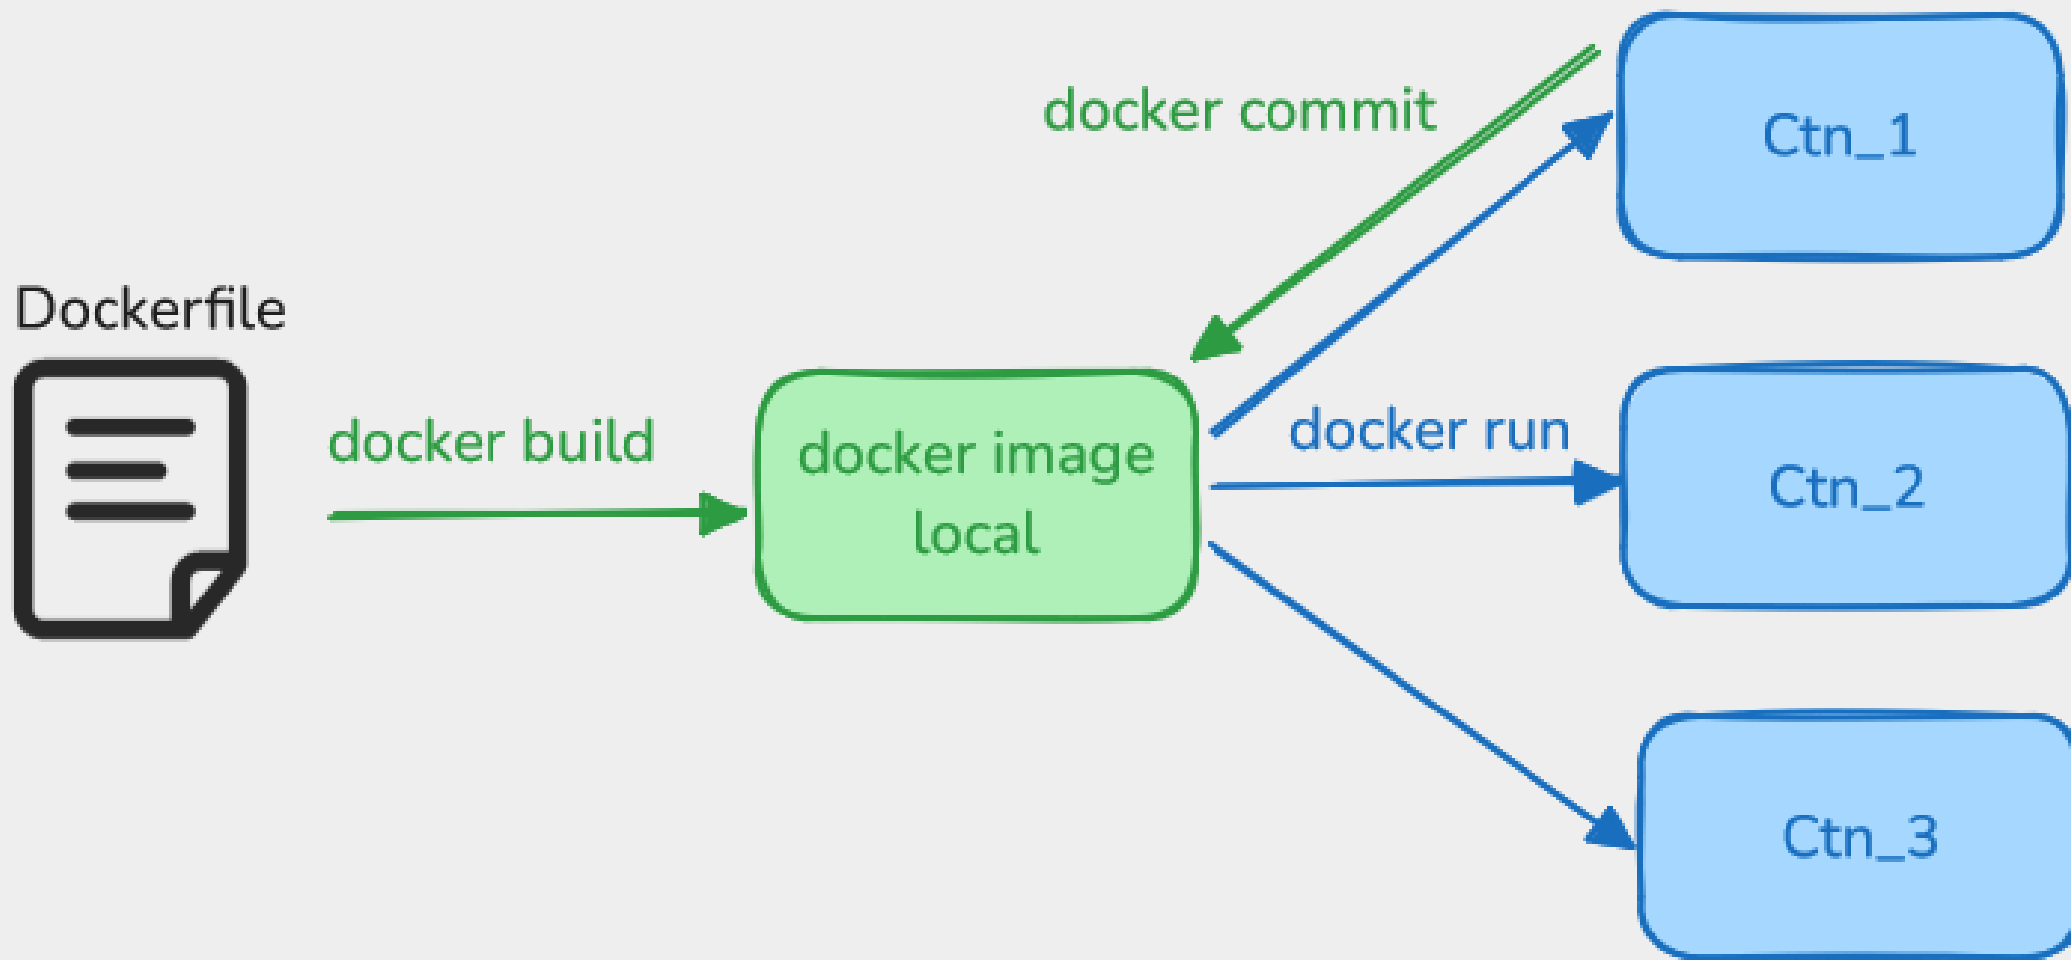 docker commit
Ctn_1
Dockerfile
docker build
docker image
local
docker run
Ctn_2
Ctn_3